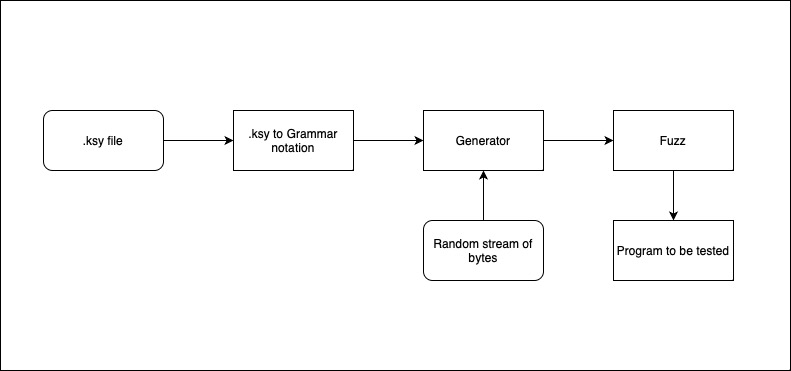 .ksy file
.ksy to Grammar
notation
Generator
Fuzz
Random stream of
bytes
Program to be tested